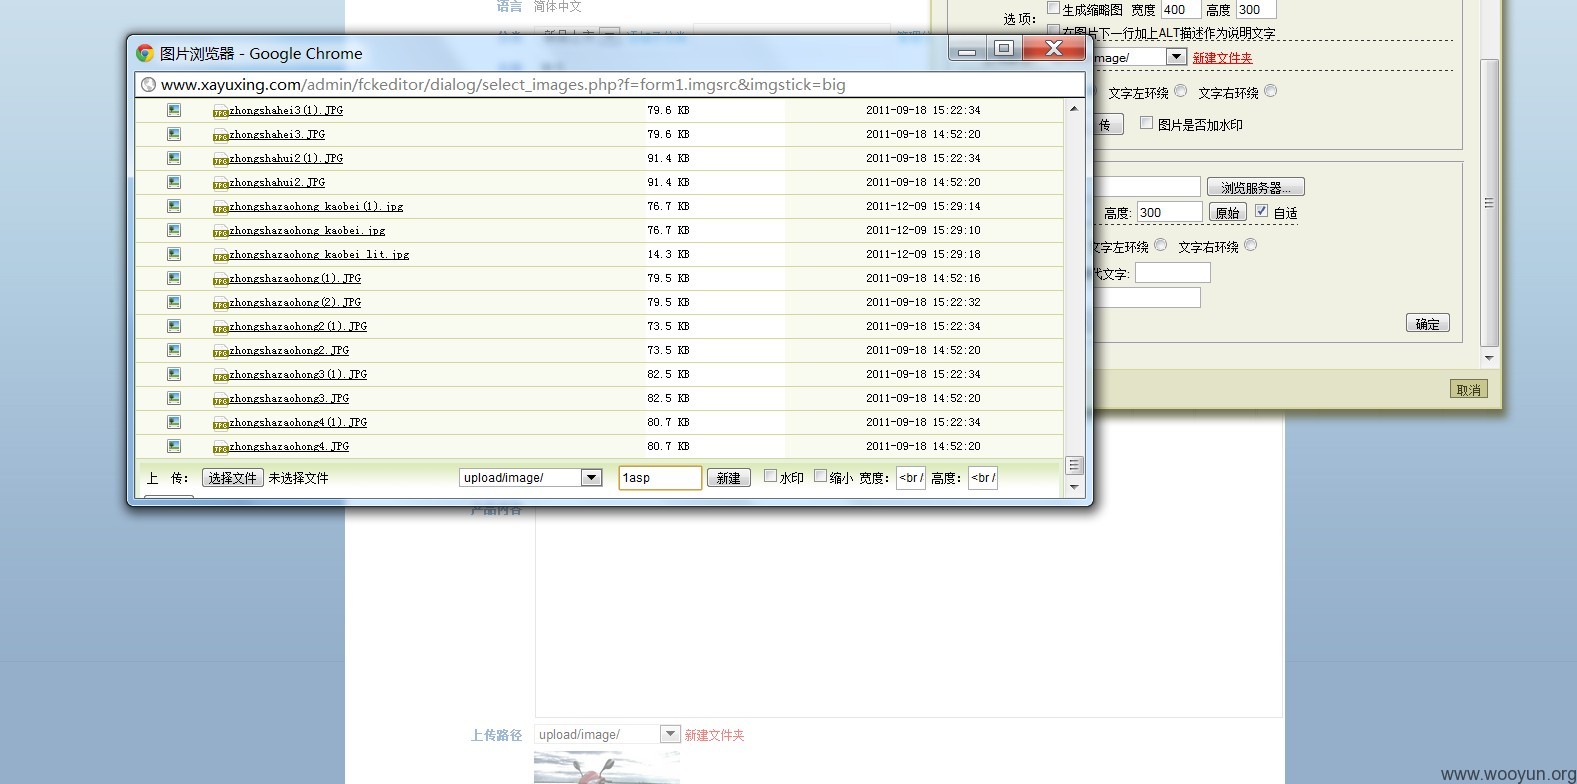 语言 简体中文
选项: 生成缩略图 宽度 400 高度 300
在图片下一行加上ALT描述作为说明文字
mage/ 新建文件夹
文字左环绕 文字右环绕
传 图片是否加水印
浏览服务器...
高度: 300 原始 自适
文字左环绕 文字右环绕
代文字:
确定
取消
图片浏览器 - Google Chrome
www.xayuxing.com/admin/fckeditor/dialog/select_images.php?f=form1.imgsrc&imgstick=big
zhongshahei3(1).JPG 79.6 KB 2011-09-18 15:22:34
zhongshahei3.JPG 79.6 KB 2011-09-18 14:52:20
zhongshahui2(1).JPG 91.4 KB 2011-09-18 15:22:34
zhongshahui2.JPG 91.4 KB 2011-09-18 14:52:20
zhongshazaohong_kaobei(1).jpg 76.7 KB 2011-12-09 15:29:14
zhongshazaohong_kaobei.jpg 76.7 KB 2011-12-09 15:29:10
zhongshazaohong_kaobei_lit.jpg 14.3 KB 2011-12-09 15:29:18
zhongshazaohong(1).JPG 79.5 KB 2011-09-18 14:52:16
zhongshazaohong(2).JPG 79.5 KB 2011-09-18 15:22:32
zhongshazaohong2(1).JPG 73.5 KB 2011-09-18 15:22:34
zhongshazaohong2.JPG 73.5 KB 2011-09-18 14:52:20
zhongshazaohong3(1).JPG 82.5 KB 2011-09-18 15:22:34
zhongshazaohong3.JPG 82.5 KB 2011-09-18 14:52:20
zhongshazaohong4(1).JPG 80.7 KB 2011-09-18 15:22:34
zhongshazaohong4.JPG 80.7 KB 2011-09-18 14:52:20
上 传: 选择文件 未选择文件 upload/image/ 1asp 新建 水印 缩小 宽度: <br / 高度: <br /
产品内容
上传路径 upload/image/ 新建文件夹
www.wooyun.org